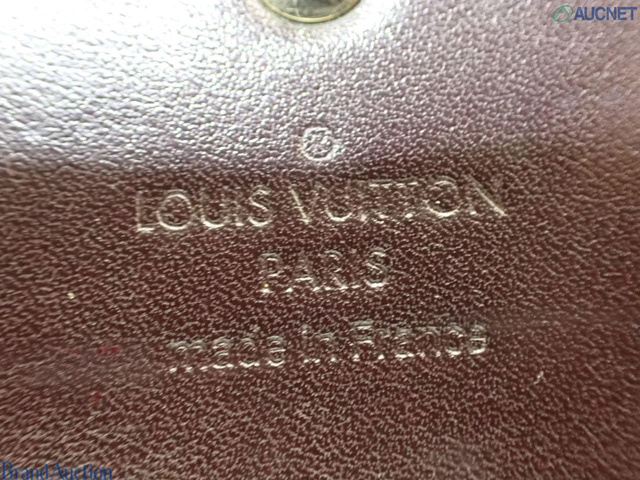 AUCNET
R
LOUIS VUITTON
PARIS
made in France
Brand Auction